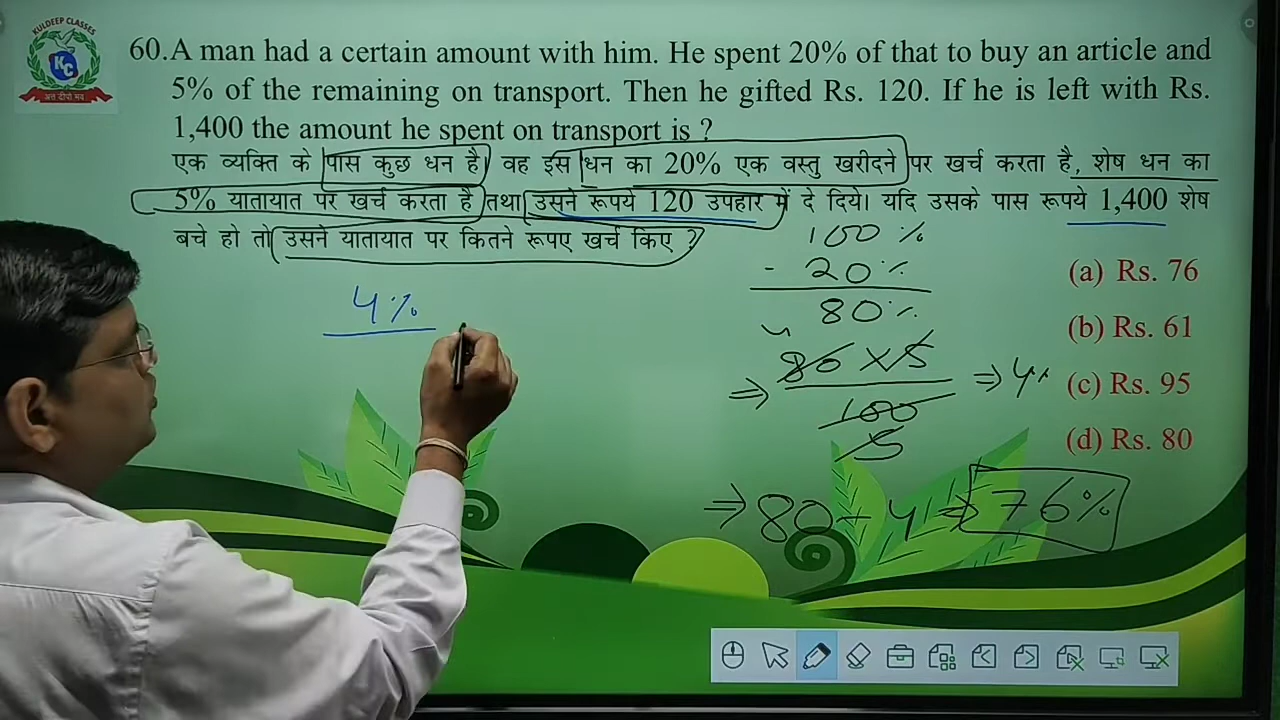 KULDEEP CLASSES
KC
अत्त दीपो भव
60.A man had a certain amount with him. He spent 20% of that to buy an article and
5% of the remaining on transport. Then he gifted Rs. 120. If he is left with Rs.
1,400 the amount he spent on transport is ?
एक व्यक्ति के पास कुछ धन है। वह इस धन का 20% एक वस्तु खरीदने पर खर्च करता है, शेष धन का
5% यातायात पर खर्च करता है तथा उसने रूपये 120 उपहार में दे दिये। यदि उसके पास रूपये 1,400 शेष
बचे हो तो उसने यातायात पर कितने रूपए खर्च किए ?
100 %
- 20%
80%
4
⇒ 80 × 5 ⇒ 4%
100
5
⇒ 80 - 4 ⇒ 76%
4%
(a) Rs. 76
(b) Rs. 61
(c) Rs. 95
(d) Rs. 80